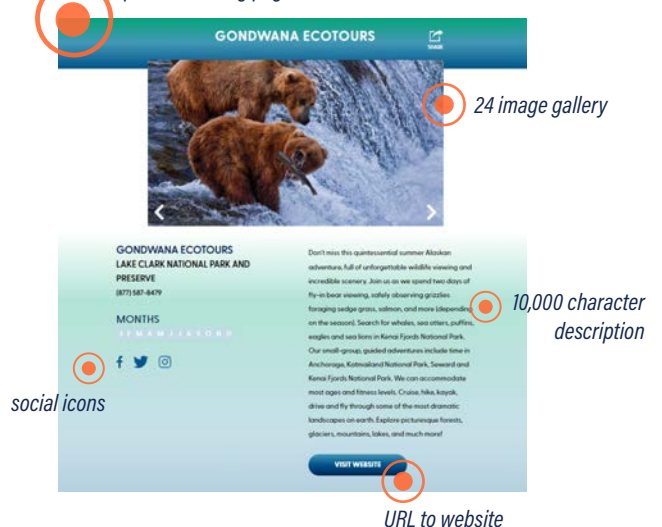 GONDWANA ECOTOURS
SHARE
24 image gallery
GONDWANA ECOTOURS
LAKE CLARK NATIONAL PARK AND
PRESERVE
(877) 587-8479
MONTHS
J F M A M J J A S O N D
social icons
Don't miss this quintessential summer Alaskan
adventure, full of unforgettable wildlife viewing and
incredible scenery. Join us as we spend two days of
fly-in bear viewing, safely observing grizzlies
foraging sedge grass, salmon, and more (depending
on the season). Search for whales, sea otters, puffins,
eagles and sea lions in Kenai Fjords National Park.
Our small-group, guided adventures include time in
Anchorage, Katmailand National Park, Seward and
Kenai Fjords National Park. We can accommodate
most ages and fitness levels. Cruise, hike, kayak,
drive and fly through some of the most dramatic
landscapes on earth. Explore picturesque forests,
glaciers, mountains, lakes, and much more!
10,000 character
description
VISIT WEBSITE
URL to website